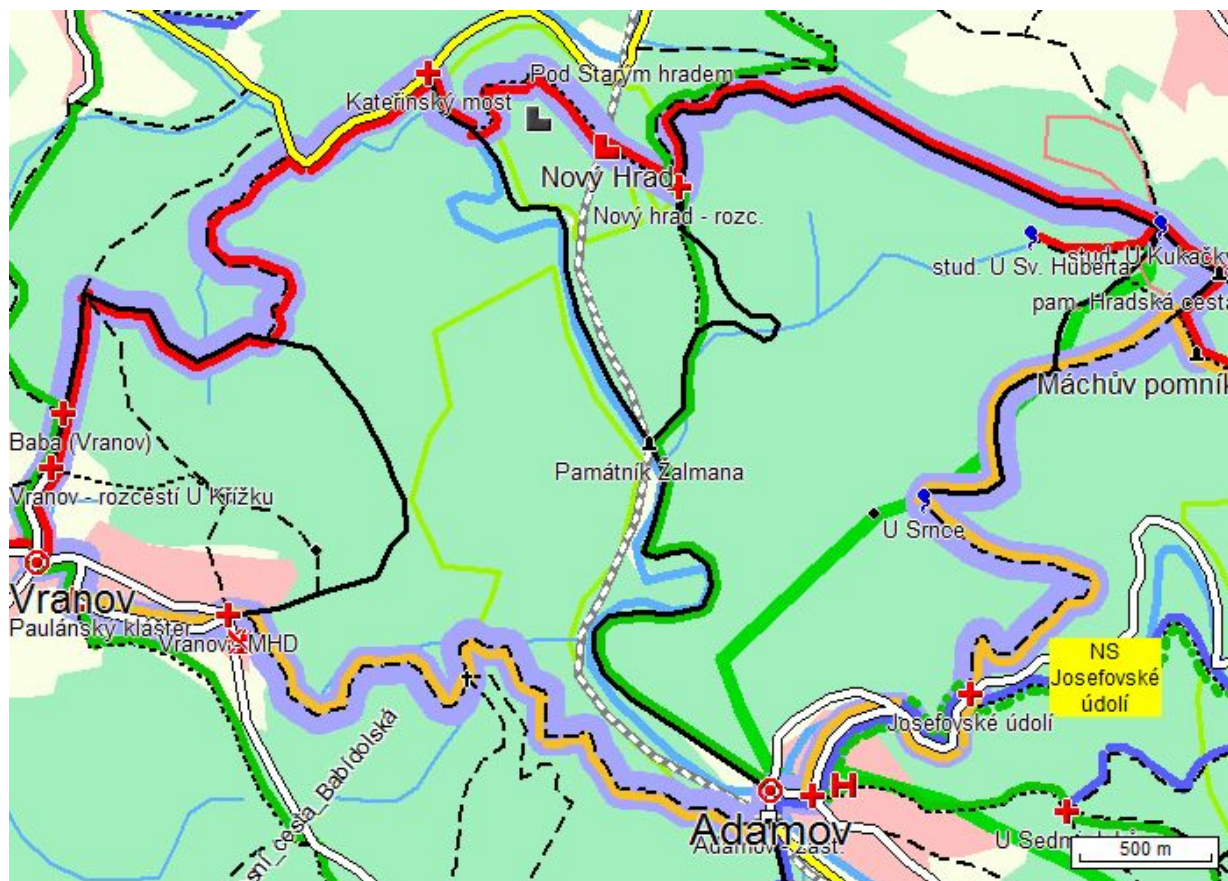 Pod Starým hradem
Kateřinský most
Nový Hrad
Nový hrad - rozc.
stud. U Kukačky
stud. U Sv. Huberta
pam. Hradská cesta
Máchův pomník
Baba (Vranov)
Památník Žalmana
Vranov - rozcestí U Křížku
U Srnce
Vranov
Paulánský klášter
Vranov, MHD
NS
Josefovské
údolí
Josefovské údolí
sní_cesta_Babídolská
H
Adamov
Adamov - zast.
U Sedmi
500 m